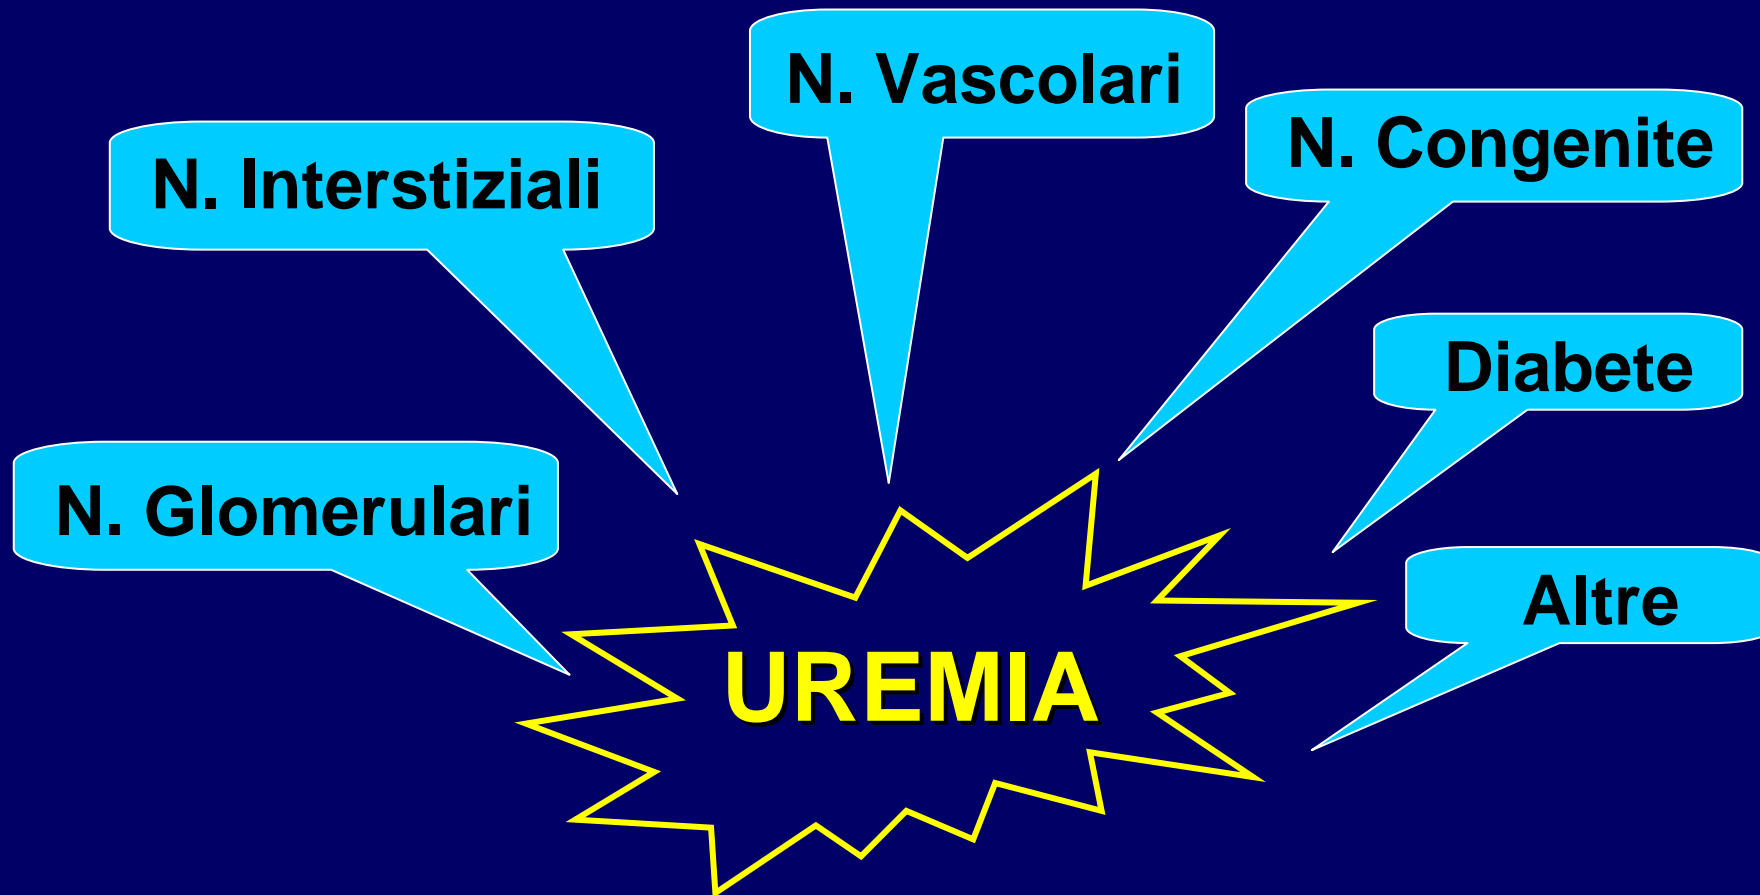 N. Vascolari
N. Congenite
N. Interstiziali
Diabete
N. Glomerulari
Altre
UREMIA